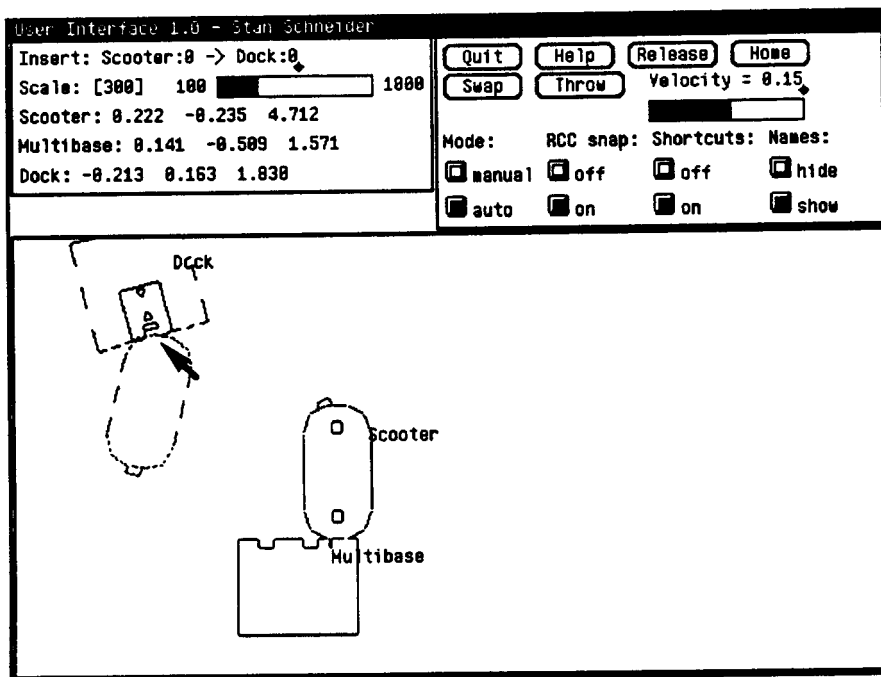 User Interface 1.0 - Stan Schneider
Insert: Scooter:0 -> Dock:0
Scale: [300] 100 1000
Scooter: 0.222 -0.235 4.712
Multibase: 0.141 -0.509 1.571
Dock: -0.213 0.163 1.830
Quit Help Release Home
Swap Throw Velocity = 0.15
Mode: RCC snap: Shortcuts: Names:
manual off off hide
auto on on show
Dock
Scooter
Multibase